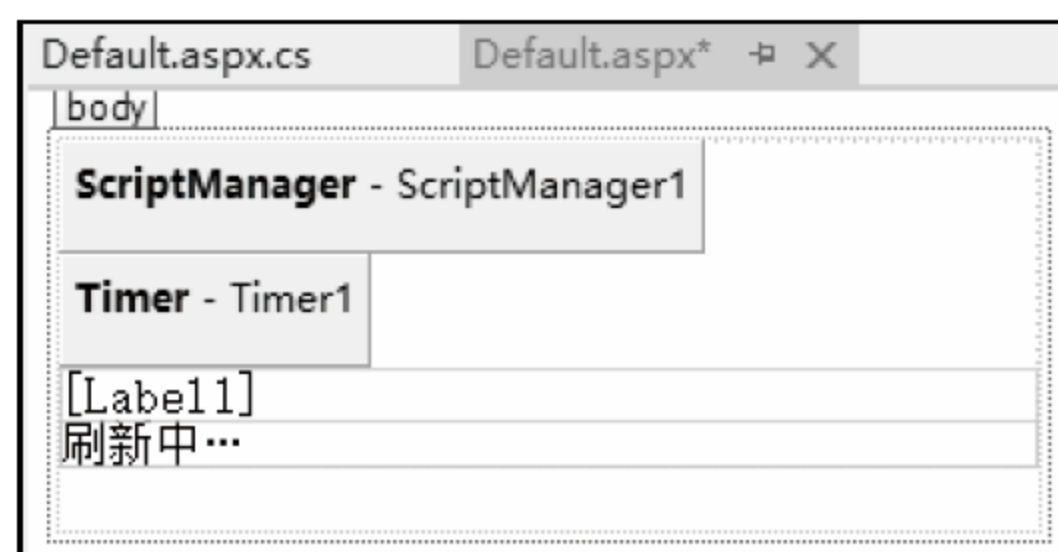 Default.aspx.cs Default.aspx*
body
ScriptManager - ScriptManager1
Timer - Timer1
[Label1]
刷新中…